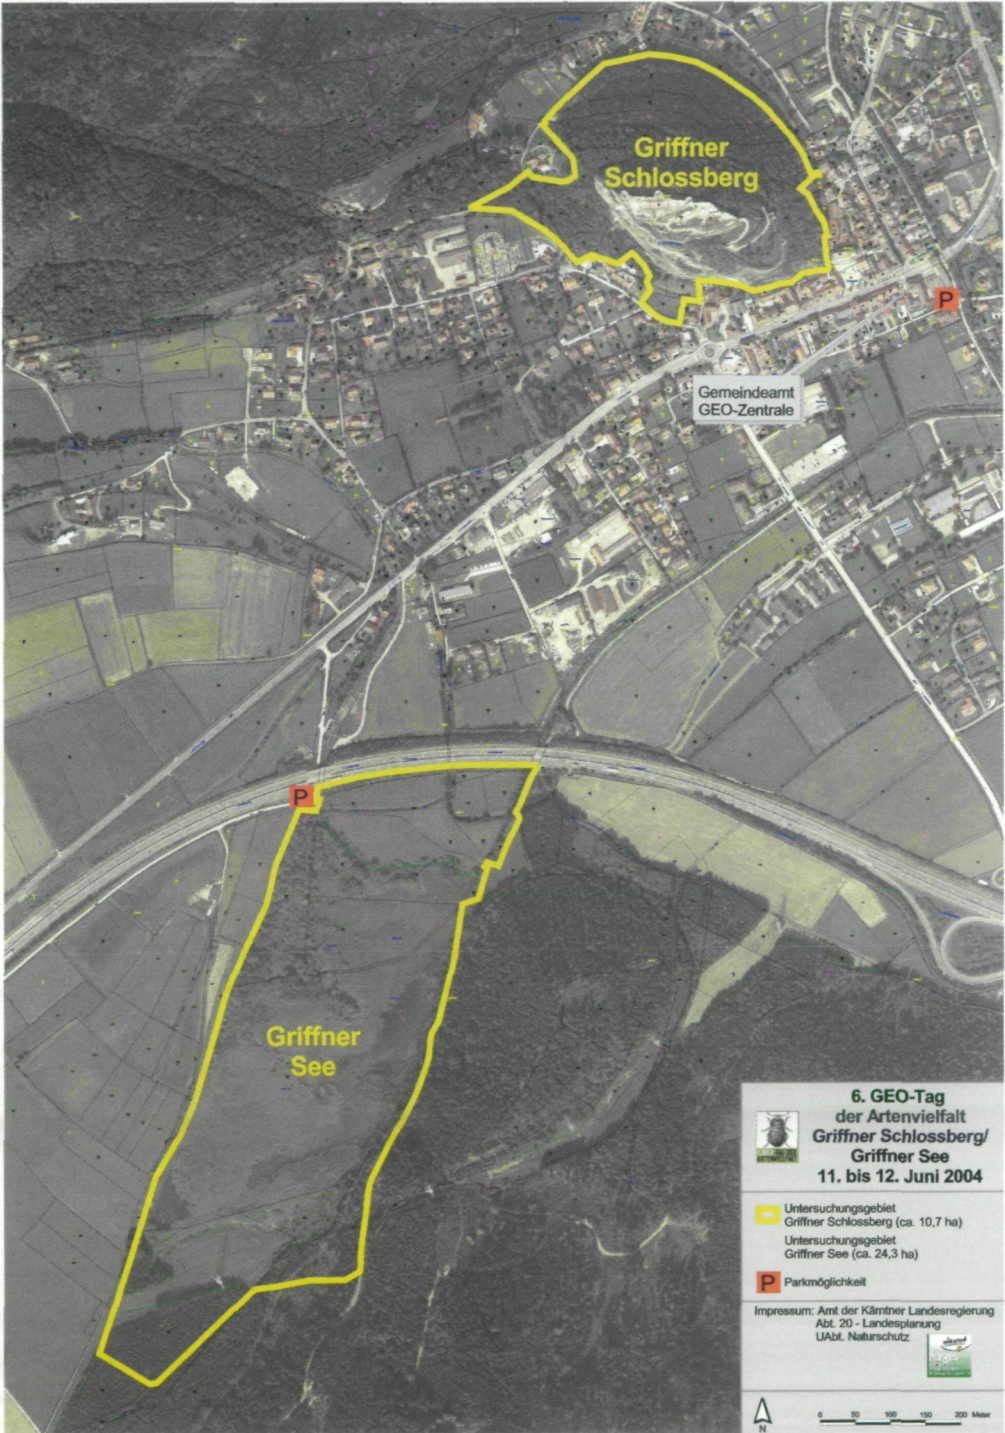 Griffner
Schlossberg
P
Gemeindeamt
GEO-Zentrale
P
Griffner
See
6. GEO-Tag
der Artenvielfalt
Griffner Schlossberg/
Griffner See
11. bis 12. Juni 2004
Untersuchungsgebiet
Griffner Schlossberg (ca. 10,7 ha)
Untersuchungsgebiet
Griffner See (ca. 24,3 ha)
P Parkmöglichkeit
Impressum: Amt der Kärntner Landesregierung
Abt. 20 - Landesplanung
UAbt. Naturschutz
N
0 50 100 150 200 Meter